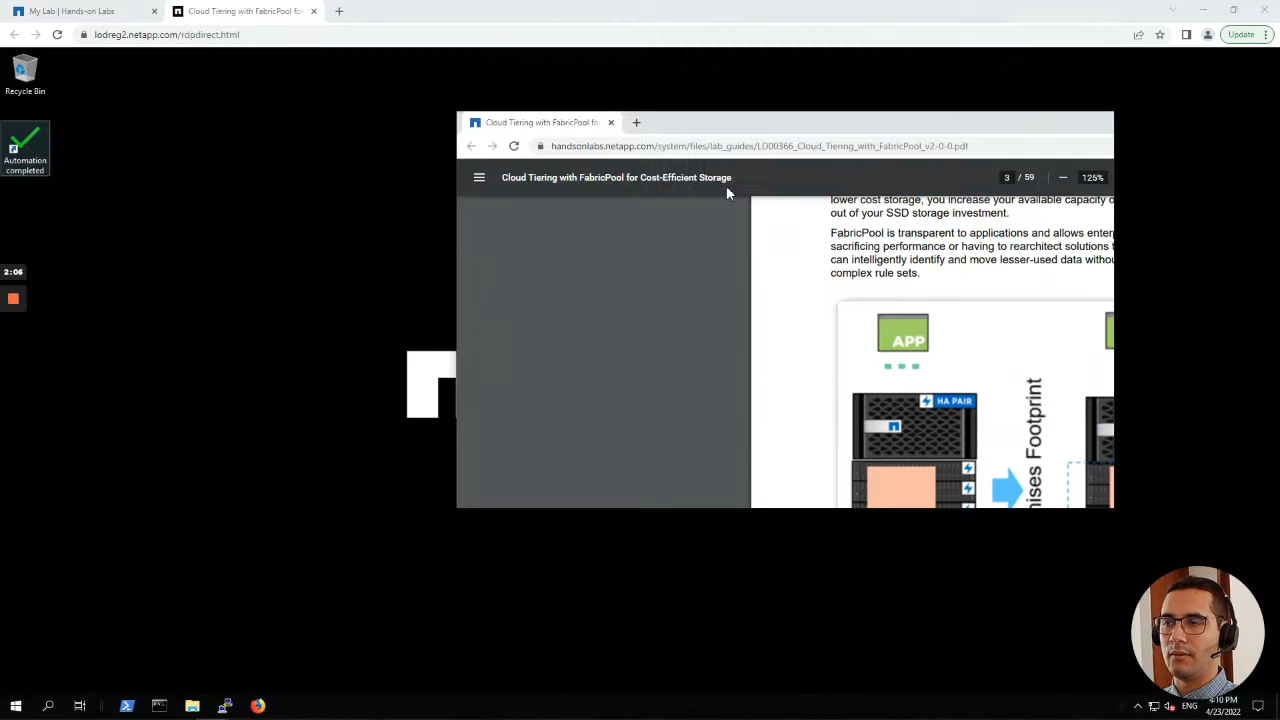 My Lab | Hands-on Labs
Cloud Tiering with FabricPool for
lodreg2.netapp.com/rdpdirect.html
Update
Recycle Bin
Automation
completed
2:06
Cloud Tiering with FabricPool fo
handsonlabs.netapp.com/system/files/lab_guides/LD00366_Cloud_Tiering_with_FabricPool_v2-0-0.pdf
Cloud Tiering with FabricPool for Cost-Efficient Storage
3 / 59
125%
lower cost storage, you increase your available capacity
out of your SSD storage investment.
FabricPool is transparent to applications and allows enter
sacrificing performance or having to rearchitect solutions
can intelligently identify and move lesser-used data withou
complex rule sets.
APP
HA PAIR
ises Footprint
ENG
4:10 PM
4/23/2022